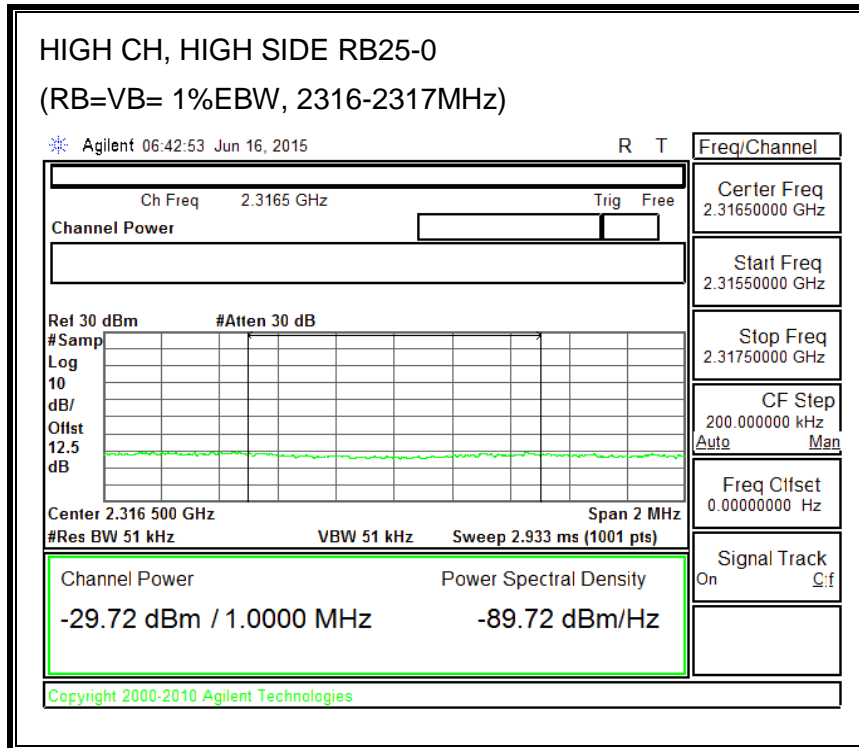 HIGH CH, HIGH SIDE RB25-0
(RB=VB= 1%EBW, 2316-2317MHz)
Agilent 06:42:53 Jun 16, 2015 R T
Ch Freq 2.3165 GHz Trig Free
Channel Power
Ref 30 dBm #Atten 30 dB
#Samp
Log
10
dB/
Offst
12.5
dB
Center 2.316 500 GHz Span 2 MHz
#Res BW 51 kHz VBW 51 kHz Sweep 2.933 ms (1001 pts)
Channel Power Power Spectral Density
-29.72 dBm / 1.0000 MHz -89.72 dBm/Hz
Copyright 2000-2010 Agilent Technologies
Freq/Channel
Center Freq
2.31650000 GHz
Start Freq
2.31550000 GHz
Stop Freq
2.31750000 GHz
CF Step
200.000000 kHz
Auto Man
Freq Offset
0.00000000 Hz
Signal Track
On Off